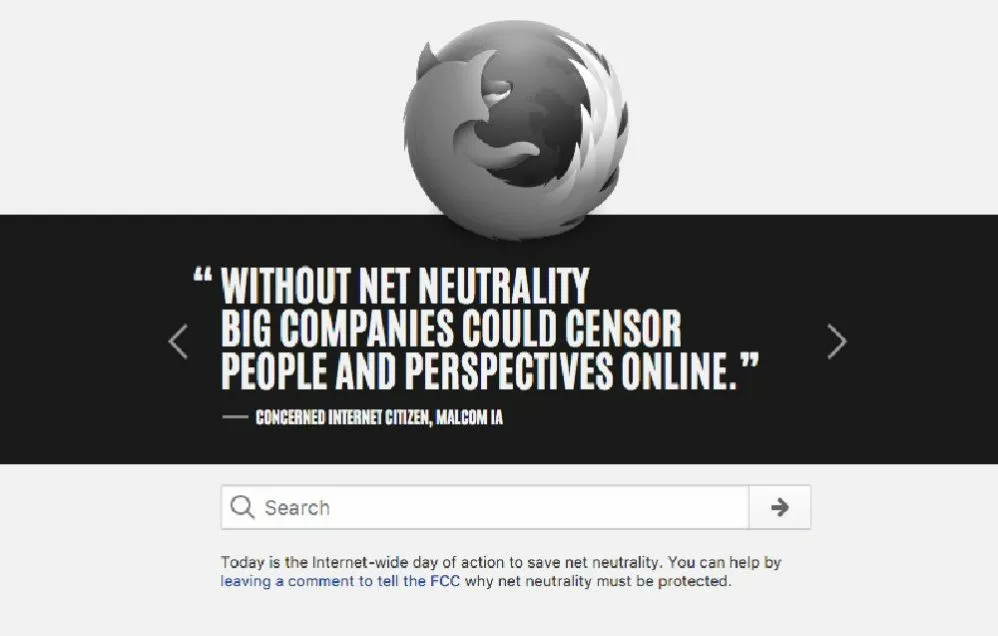 “ WITHOUT NET NEUTRALITY
BIG COMPANIES COULD CENSOR
PEOPLE AND PERSPECTIVES ONLINE.”
— CONCERNED INTERNET CITIZEN, MALCOM IA
Search
Today is the Internet-wide day of action to save net neutrality. You can help by
leaving a comment to tell the FCC why net neutrality must be protected.